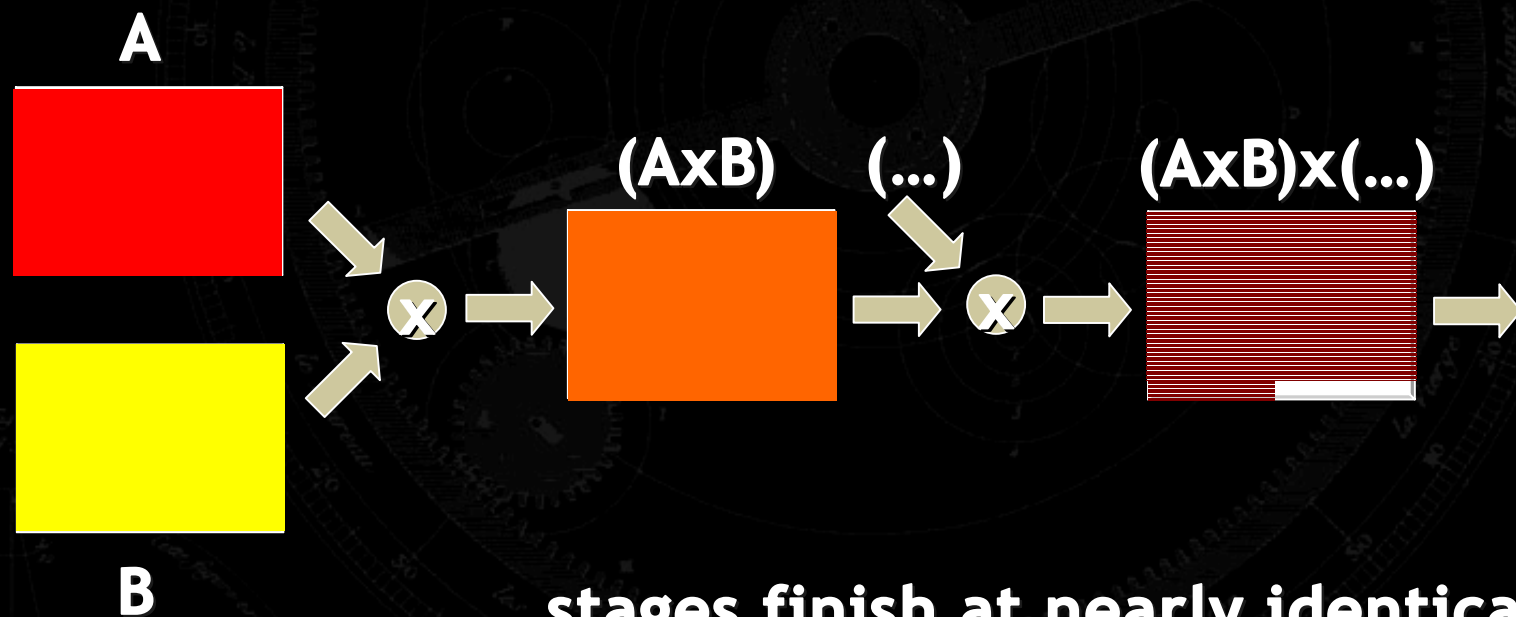 A
(AxB)
(...)
(AxB)x(...)
x
x
B
stages finish at nearly identica